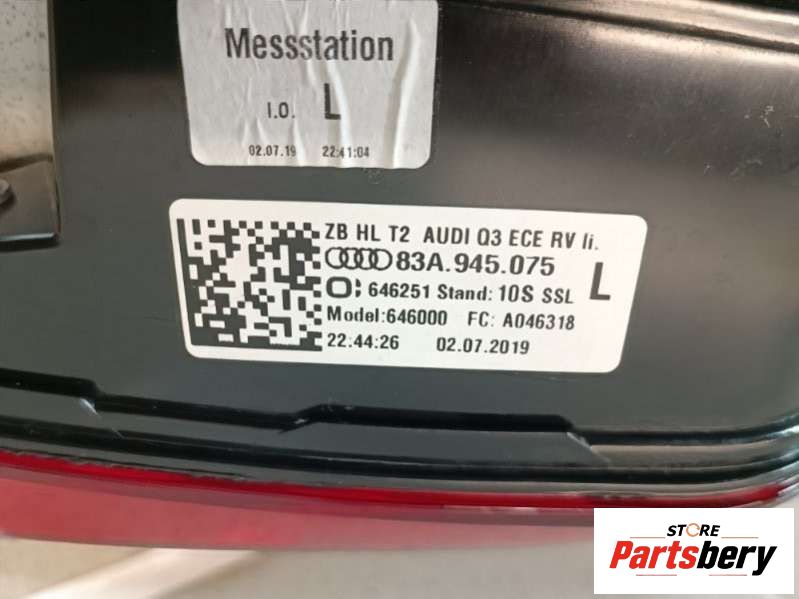 Messstation
I.O. L
02.07.19 22:41:04
ZB HL T2 AUDI Q3 ECE RV li.
83A.945.075 L
646251 Stand: 10S SSL
Model:646000 FC: A046318
22:44:26 02.07.2019
STORE
Partsbery